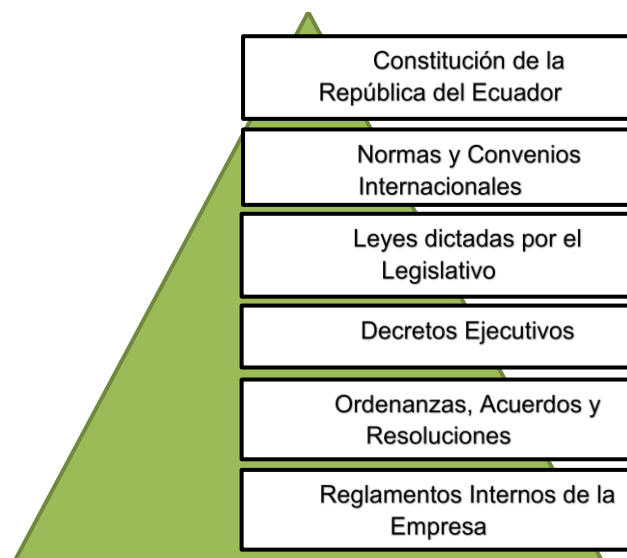 Constitución de la
República del Ecuador
Normas y Convenios
Internacionales
Leyes dictadas por el
Legislativo
Decretos Ejecutivos
Ordenanzas, Acuerdos y
Resoluciones
Reglamentos Internos de la
Empresa